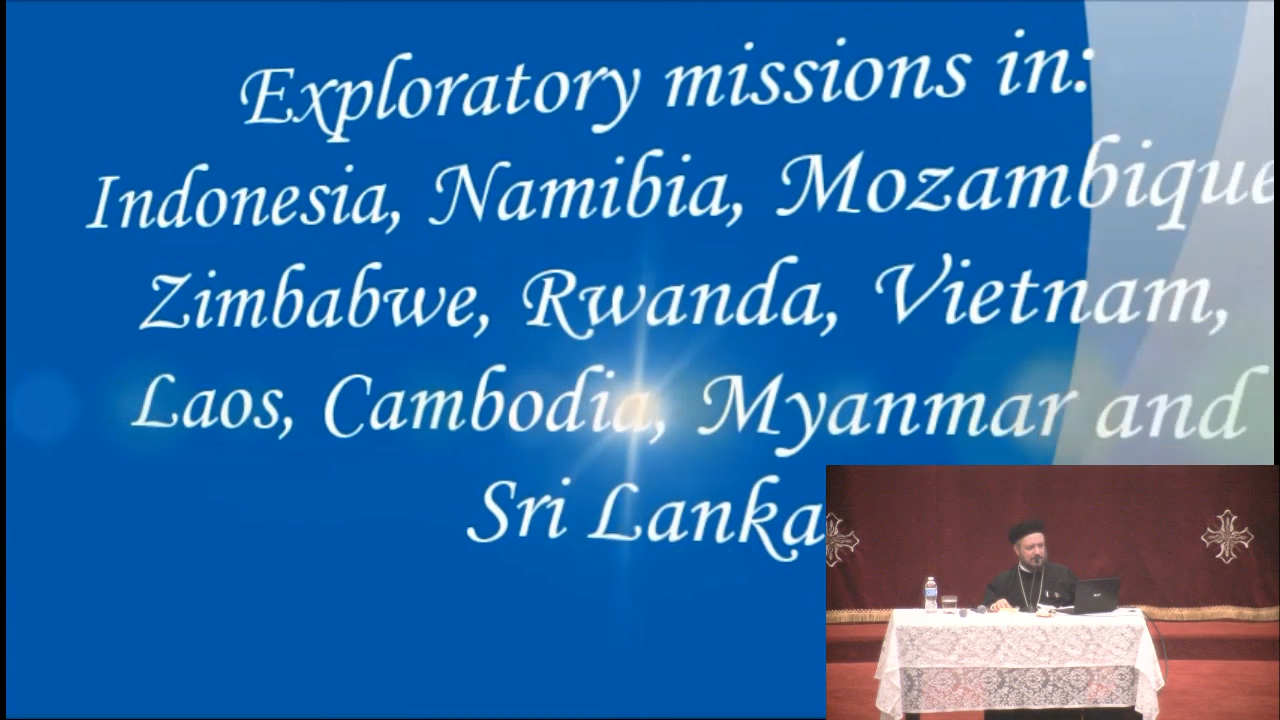 Exploratory missions in:
Indonesia, Namibia, Mozambique
Zimbabwe, Rwanda, Vietnam,
Laos, Cambodia, Myanmar and
Sri Lanka